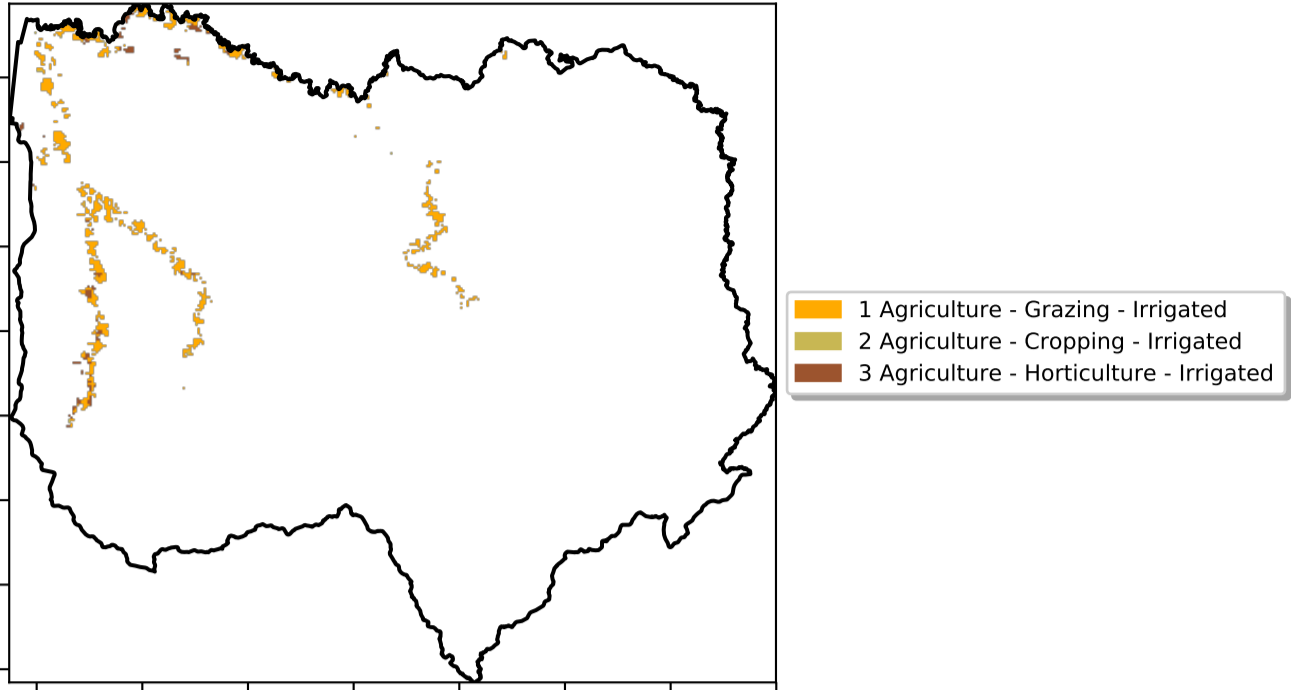 1 Agriculture - Grazing - Irrigated
2 Agriculture - Cropping - Irrigated
3 Agriculture - Horticulture - Irrigated